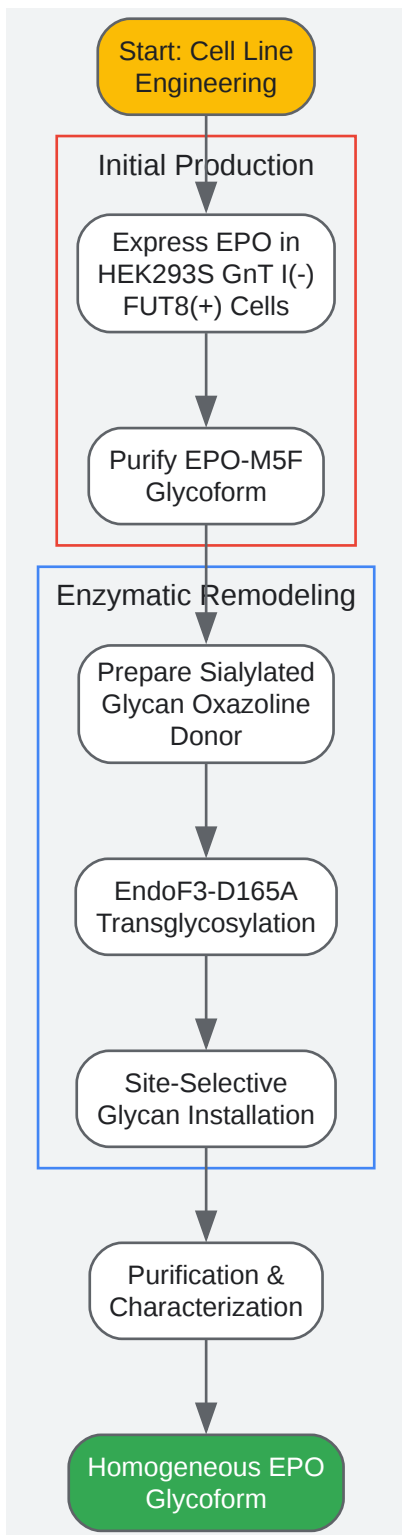 Start: Cell Line
Engineering
Initial Production
Express EPO in
HEK293S GnT I(-)
FUT8(+) Cells
Purify EPO-M5F
Glycoform
Enzymatic Remodeling
Prepare Sialylated
Glycan Oxazoline
Donor
EndoF3-D165A
Transglycosylation
Site-Selective
Glycan Installation
Purification &
Characterization
Homogeneous EPO
Glycoform